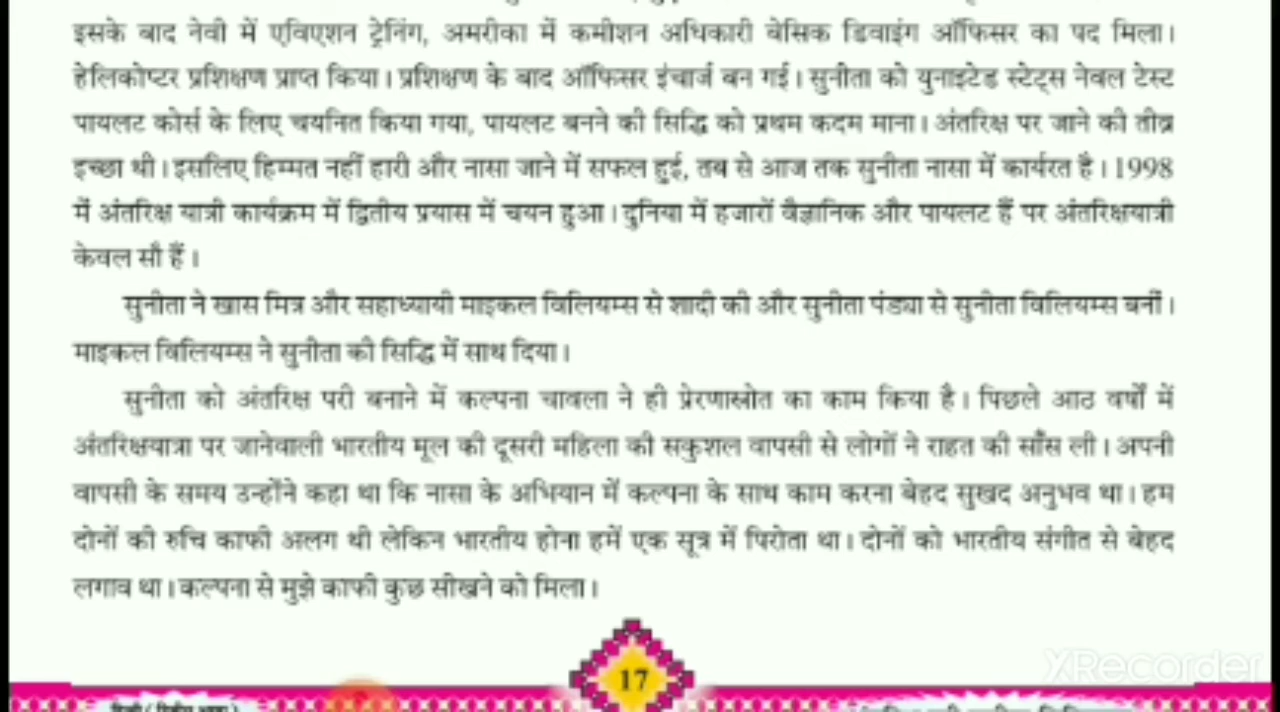 इसके बाद नेवी में एविएशन ट्रेनिंग, अमरीका में कमीशन अधिकारी बेसिक डिवाइंग ऑफिसर का पद मिला।
हेलिकोप्टर प्रशिक्षण प्राप्त किया। प्रशिक्षण के बाद ऑफिसर इंचार्ज बन गई। सुनीता को युनाइटेड स्टेट्स नेवल टेस्ट
पायलट कोर्स के लिए चयनित किया गया, पायलट बनने की सिद्धि को प्रथम कदम माना। अंतरिक्ष पर जाने की तीव्र
इच्छा थी। इसलिए हिम्मत नहीं हारी और नासा जाने में सफल हुई, तब से आज तक सुनीता नासा में कार्यरत है। 1998
में अंतरिक्ष यात्री कार्यक्रम में द्वितीय प्रयास में चयन हुआ। दुनिया में हजारों वैज्ञानिक और पायलट हैं पर अंतरिक्षयात्री
केवल सौ हैं।
सुनीता ने खास मित्र और सहाध्यायी माइकल विलियम्स से शादी की और सुनीता पंड्या से सुनीता विलियम्स बनीं।
माइकल विलियम्स ने सुनीता की सिद्धि में साथ दिया।
सुनीता को अंतरिक्ष परी बनाने में कल्पना चावला ने ही प्रेरणास्रोत का काम किया है। पिछले आठ वर्षों में
अंतरिक्षयात्रा पर जानेवाली भारतीय मूल की दूसरी महिला की सकुशल वापसी से लोगों ने राहत की साँस ली। अपनी
वापसी के समय उन्होंने कहा था कि नासा के अभियान में कल्पना के साथ काम करना बेहद सुखद अनुभव था। हम
दोनों की रुचि काफी अलग थी लेकिन भारतीय होना हमें एक सूत्र में पिरोता था। दोनों को भारतीय संगीत से बेहद
लगाव था। कल्पना से मुझे काफी कुछ सीखने को मिला।
17
XRecorder